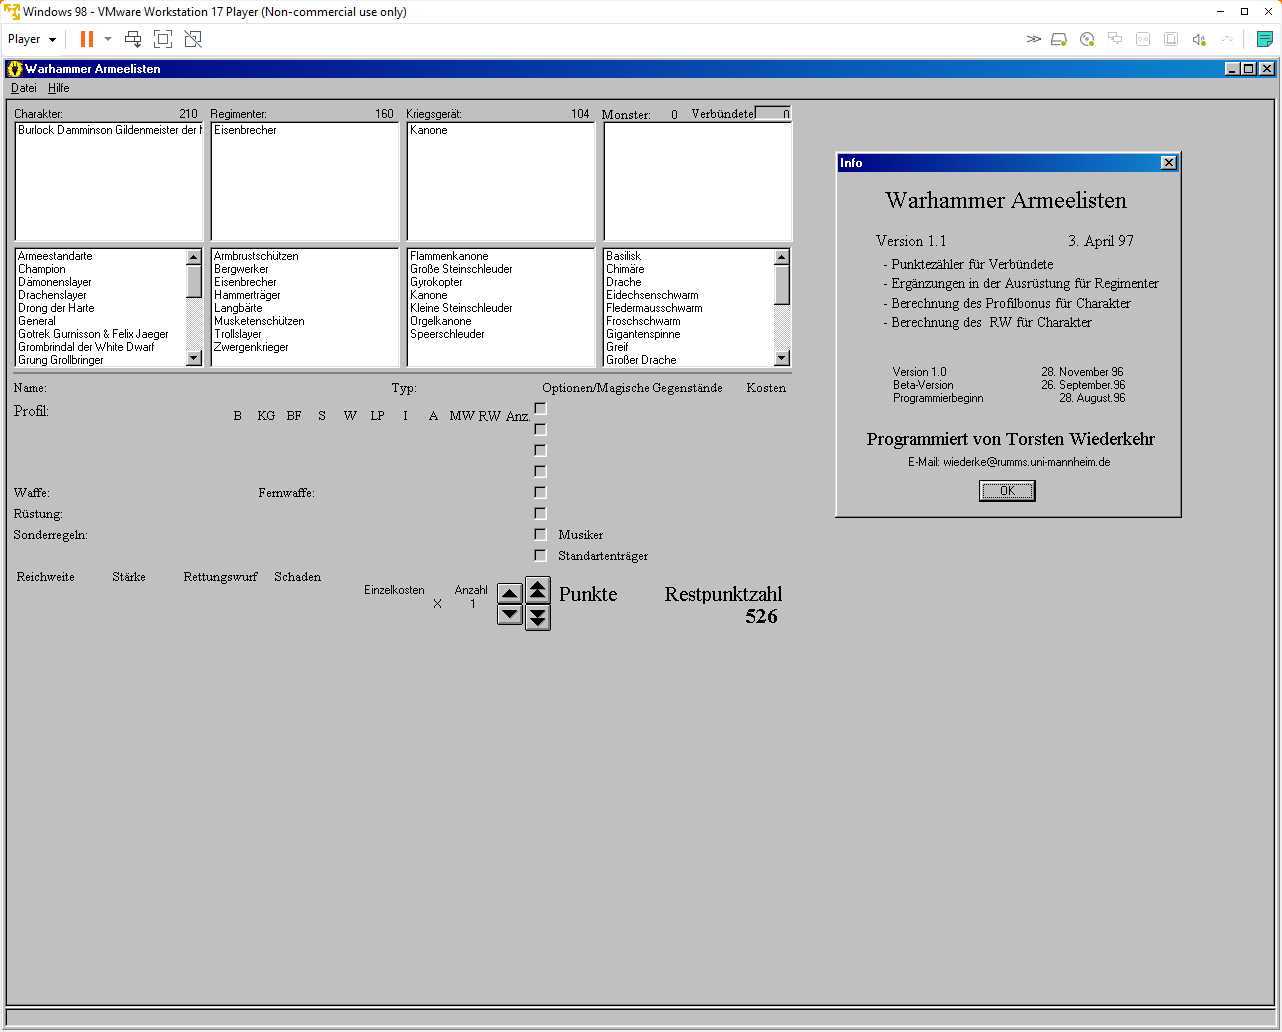 Windows 98 - VMware Workstation 17 Player (Non-commercial use only)
Player
Warhammer Armeelisten
Datei Hilfe
Charakter: 210 Regimenter: 160 Kriegsgerät: 104 Monster: 0 Verbündete 0
Burlock Damminson Gildenmeister der
Eisenbrecher
Kanone
Armeestandarte
Champion
Dämonenslayer
Drachenslayer
Drong der Harte
General
Gotrek Gurnisson & Felix Jaeger
Grombrindal der White Dwarf
Grung Grollbringer
Armbrustschützen
Bergwerker
Eisenbrecher
Hammerträger
Langbärte
Musketenschützen
Trollslayer
Zwergenkrieger
Flammenkanone
Große Steinschleuder
Gyrokopter
Kanone
Kleine Steinschleuder
Orgelkanone
Speerschleuder
Basilisk
Chimäre
Drache
Eidechsenschwarm
Fledermausschwarm
Froschschwarm
Gigantenspinne
Greif
Großer Drache
Name: Typ: Optionen/Magische Gegenstände Kosten
Profil: B KG BF S W LP I A MW RW Anz.
Waffe: Fernwaffe:
Rüstung:
Sonderregeln: Musiker
Standartenträger
Reichweite Stärke Rettungswurf Schaden
Einzelkosten X Anzahl 1
Punkte Restpunktzahl
526
Info
Warhammer Armeelisten
Version 1.1 3. April 97
- Punktezähler für Verbündete
- Ergänzungen in der Ausrüstung für Regimenter
- Berechnung des Profilbonus für Charakter
- Berechnung des RW für Charakter
Version 1.0 28. November 96
Beta-Version 26. September.96
Programmierbeginn 28. August.96
Programmiert von Torsten Wiederkehr
E-Mail: wiederke@rumms.uni-mannheim.de
OK